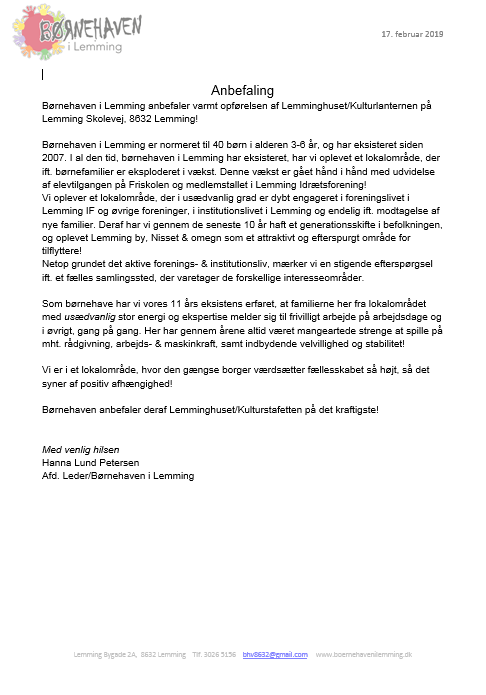 BØRNEHAVEN
i Lemming
17. februar 2019
Anbefaling
Børnehaven i Lemming anbefaler varmt opførelsen af Lemminghuset/Kulturlanternen på
Lemming Skolevej, 8632 Lemming!
Børnehaven i Lemming er normeret til 40 børn i alderen 3-6 år, og har eksisteret siden
2007. I al den tid, børnehaven i Lemming har eksisteret, har vi oplevet et lokalområde, der
ift. børnefamilier er eksploderet i vækst. Denne vækst er gået hånd i hånd med udvidelse
af elevtilgangen på Friskolen og medlemstallet i Lemming Idrætsforening!
Vi oplever et lokalområde, der i usædvanlig grad er dybt engageret i foreningslivet i
Lemming IF og øvrige foreninger, i institutionslivet i Lemming og endelig ift. modtagelse af
nye familier. Deraf har vi gennem de seneste 10 år haft et generationsskifte i befolkningen,
og oplevet Lemming by, Nisset & omegn som et attraktivt og efterspurgt område for
tilflyttere!
Netop grundet det aktive forenings- & institutionsliv, mærker vi en stigende efterspørgsel
ift. et fælles samlingssted, der varetager de forskellige interesseområder.
Som børnehave har vi vores 11 års eksistens erfaret, at familierne her fra lokalområdet
med usædvanlig stor energi og ekspertise melder sig til frivilligt arbejde på arbejdsdage og
i øvrigt, gang på gang. Her har gennem årene altid været mangeartede strenge at spille på
mht. rådgivning, arbejds- & maskinkraft, samt indbydende velvillighed og stabilitet!
Vi er i et lokalområde, hvor den gængse borger værdsætter fællesskabet så højt, så det
syner af positiv afhængighed!
Børnehaven anbefaler deraf Lemminghuset/Kulturstafetten på det kraftigste!
Med venlig hilsen
Hanna Lund Petersen
Afd. Leder/Børnehaven i Lemming
Lemming Bygade 2A, 8632 Lemming Tlf. 3026 5156 bhv8632@gmail.com www.boernehavenilemming.dk